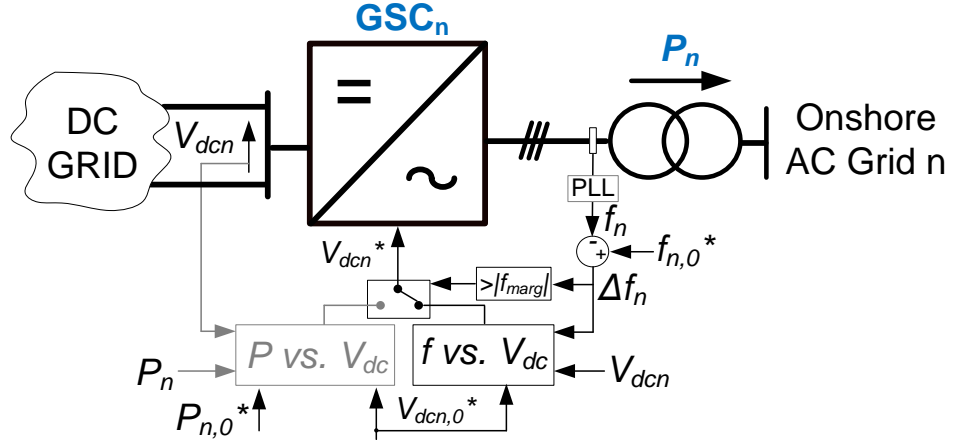 GSCn
Pn
DC
GRID
Vdcn
=
~
Onshore
AC Grid n
PLL
fn
-
+
fn,0*
Vdcn*
>|fmarg|
Δfn
P vs. Vdc
f vs. Vdc
Pn
Vdcn
Pn,0*
Vdcn,0*